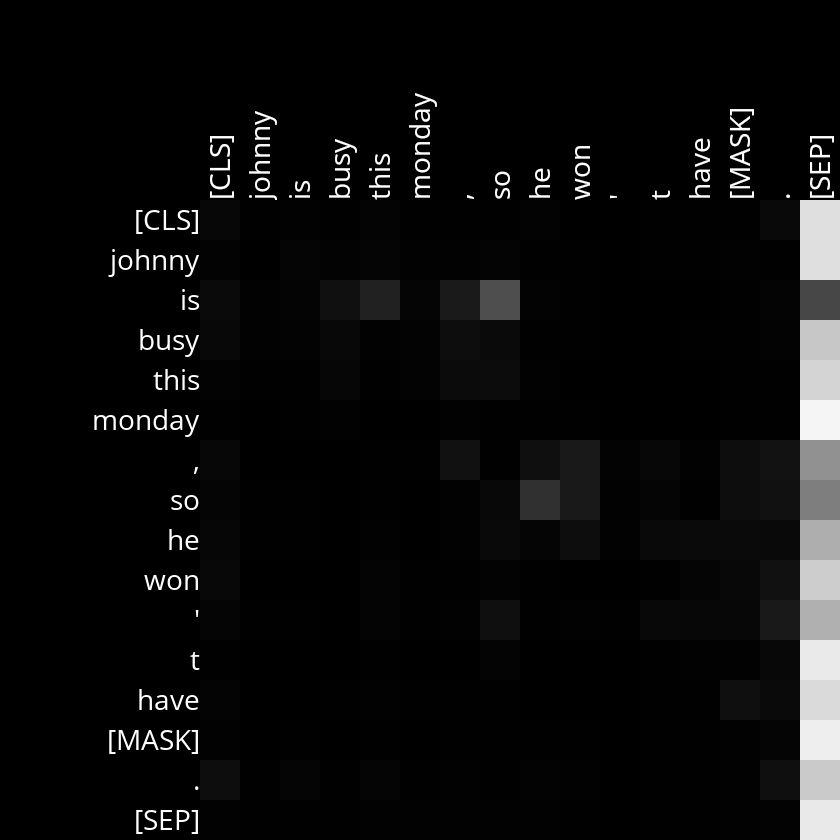 [CLS] johnny is busy this monday , so he won ' t have [MASK] . [SEP]
[CLS]
johnny
is
busy
this
monday
,
so
he
won
'
t
have
[MASK]
.
[SEP]